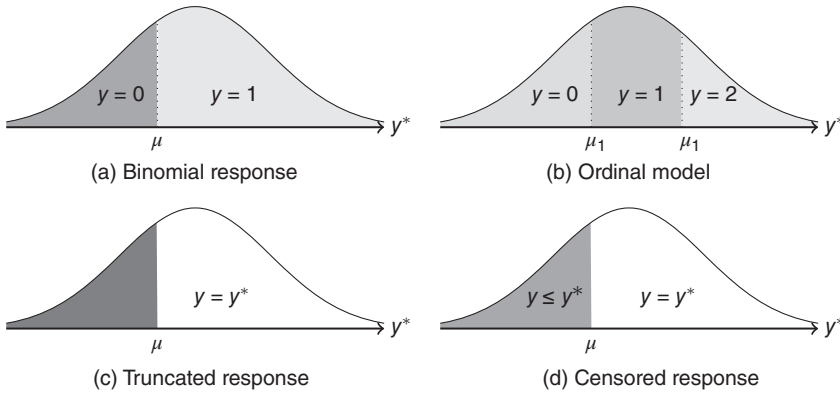 y = 0 y = 1 y*
μ
(a) Binomial response
y = 0 y = 1 y = 2 y*
μ₁ μ₁
(b) Ordinal model
y = y* y*
μ
(c) Truncated response
y ≤ y* y = y* y*
μ
(d) Censored response